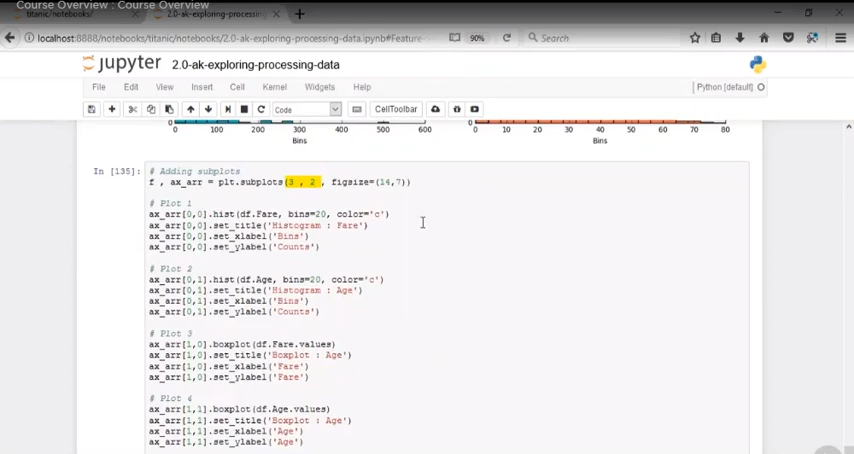 Course Overview : Course Overview
titanic/notebooks/
2.0-ak-exploring-processing
localhost:8888/notebooks/titanic/notebooks/2.0-ak-exploring-processing-data.ipynb#Feature-
90%
Search
jupyter 2.0-ak-exploring-processing-data
File Edit View Insert Cell Kernel Widgets Help
Python [default]
Code
CellToolbar
0 0
0 100 200 300 400 500 600 0 10 20 30 40 50 60 70 80
Bins Bins
In [135]: # Adding subplots
f , ax_arr = plt.subplots(3 , 2 , figsize=(14,7))
# Plot 1
ax_arr[0,0].hist(df.Fare, bins=20, color='c')
ax_arr[0,0].set_title('Histogram : Fare')
ax_arr[0,0].set_xlabel('Bins')
ax_arr[0,0].set_ylabel('Counts')
# Plot 2
ax_arr[0,1].hist(df.Age, bins=20, color='c')
ax_arr[0,1].set_title('Histogram : Age')
ax_arr[0,1].set_xlabel('Bins')
ax_arr[0,1].set_ylabel('Counts')
# Plot 3
ax_arr[1,0].boxplot(df.Fare.values)
ax_arr[1,0].set_title('Boxplot : Age')
ax_arr[1,0].set_xlabel('Fare')
ax_arr[1,0].set_ylabel('Fare')
# Plot 4
ax_arr[1,1].boxplot(df.Age.values)
ax_arr[1,1].set_title('Boxplot : Age')
ax_arr[1,1].set_xlabel('Age')
ax_arr[1,1].set_ylabel('Age')